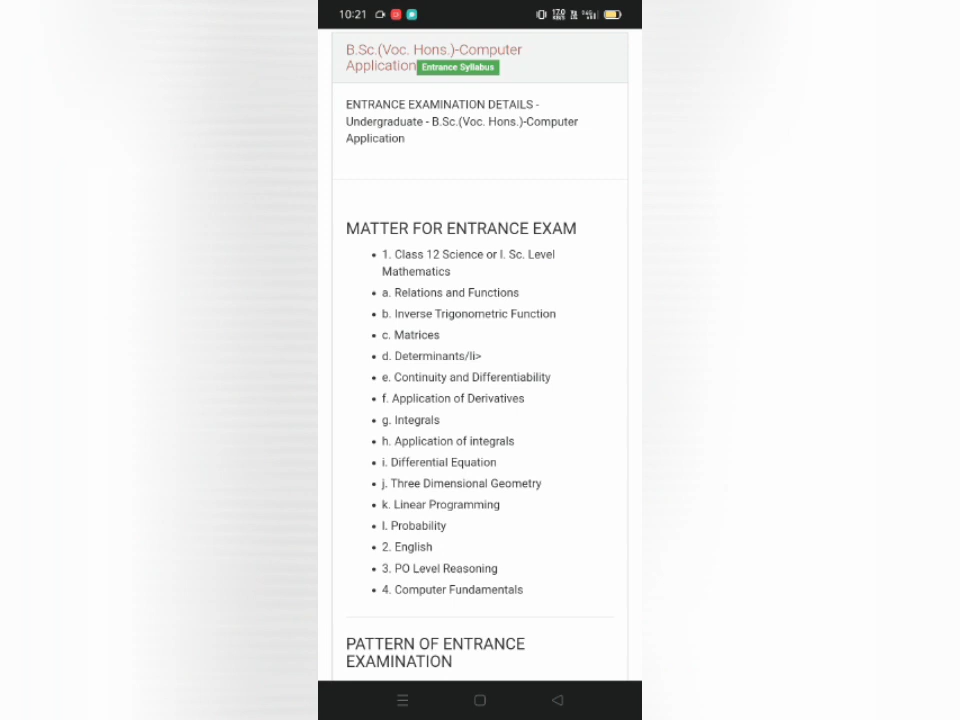 10:21
B.Sc.(Voc. Hons.)-Computer
Application Entrance Syllabus
ENTRANCE EXAMINATION DETAILS -
Undergraduate - B.Sc.(Voc. Hons.)-Computer
Application
MATTER FOR ENTRANCE EXAM
• 1. Class 12 Science or I. Sc. Level
Mathematics
• a. Relations and Functions
• b. Inverse Trigonometric Function
• c. Matrices
• d. Determinants/li>
• e. Continuity and Differentiability
• f. Application of Derivatives
• g. Integrals
• h. Application of integrals
• i. Differential Equation
• j. Three Dimensional Geometry
• k. Linear Programming
• l. Probability
• 2. English
• 3. PO Level Reasoning
• 4. Computer Fundamentals
PATTERN OF ENTRANCE
EXAMINATION